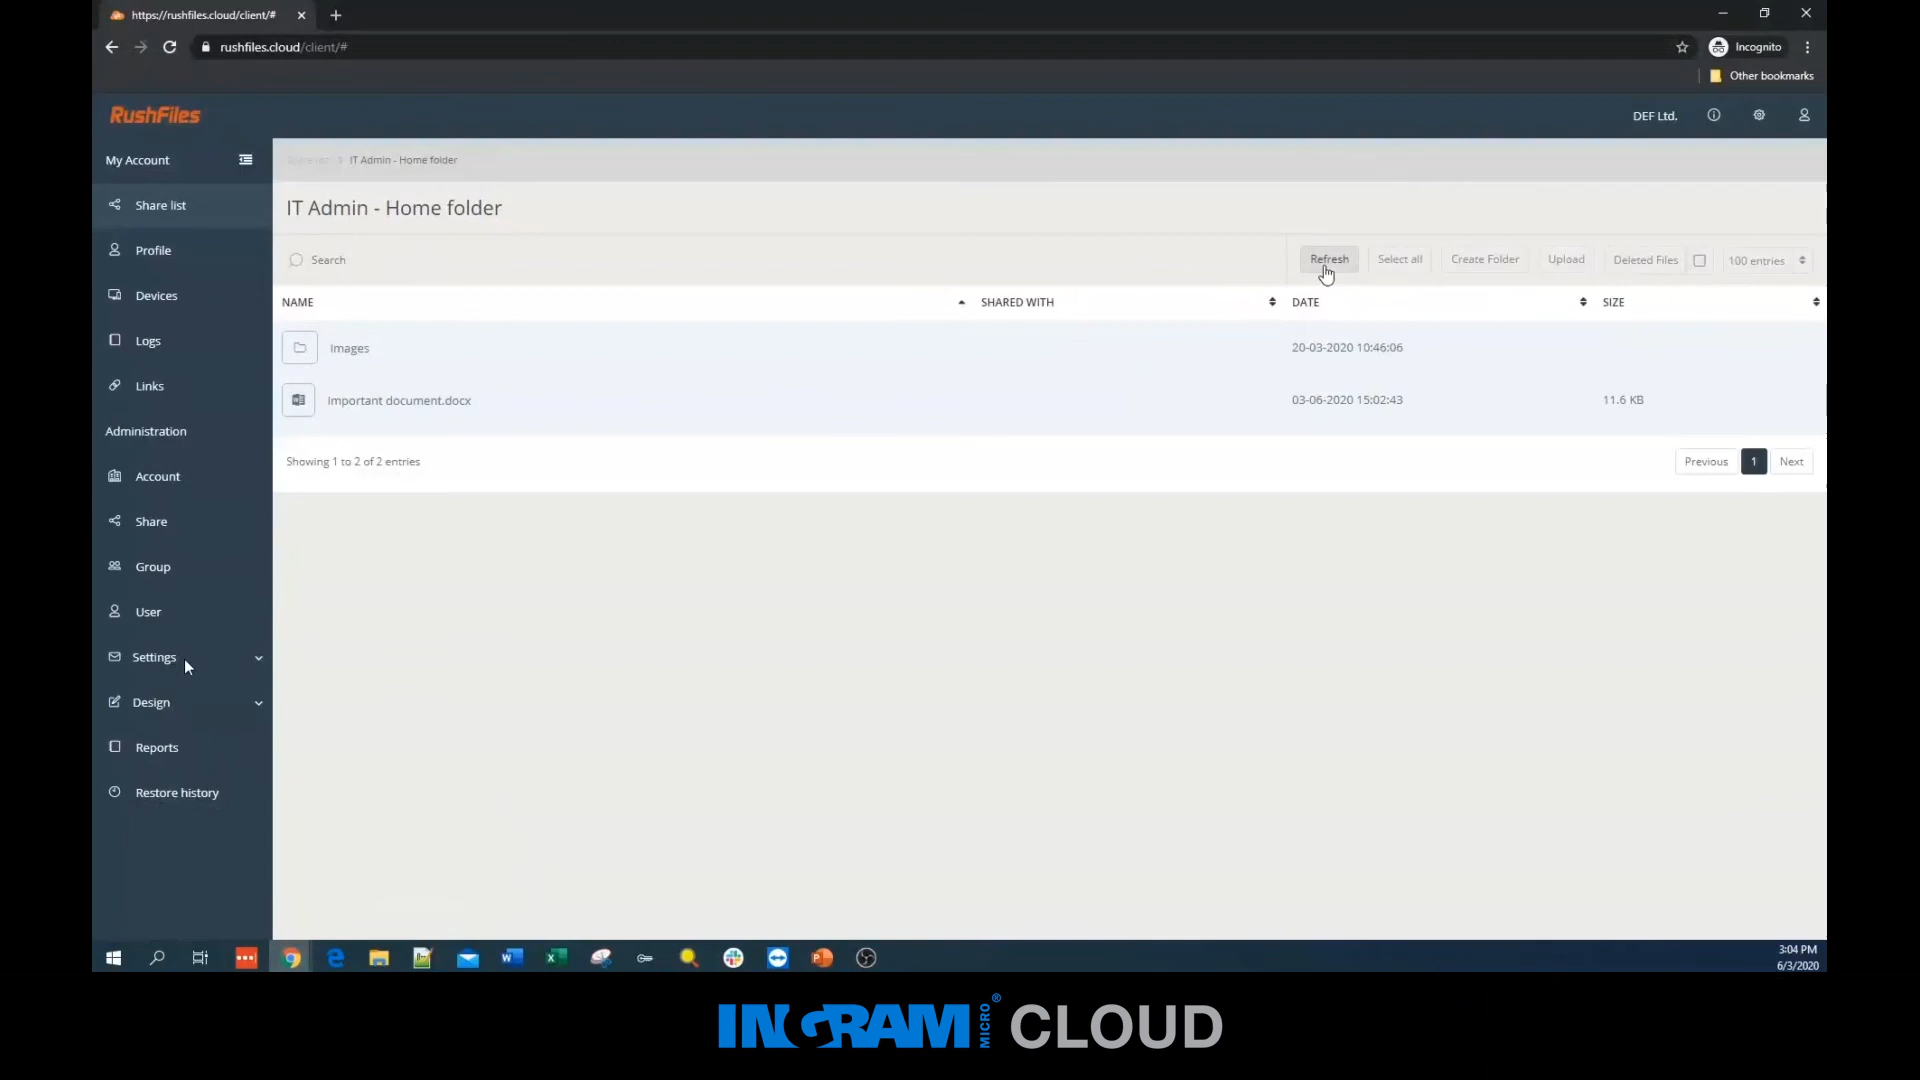 https://rushfiles.cloud/client/#
rushfiles.cloud/client/#
Incognito
Other bookmarks
RushFiles
DEF Ltd.
My Account
IT Admin - Home folder
Share list
IT Admin - Home folder
Profile
Search
Refresh
Select all
Create Folder
Upload
Deleted Files
100 entries
Devices
NAME
SHARED WITH
DATE
SIZE
Logs
Images
20-03-2020 10:46:06
Links
Important document.docx
03-06-2020 15:02:43
11.6 KB
Administration
Showing 1 to 2 of 2 entries
Previous
1
Next
Account
Share
Group
User
Settings
Design
Reports
Restore history
3:04 PM
6/3/2020
INGRAM MICRO® CLOUD